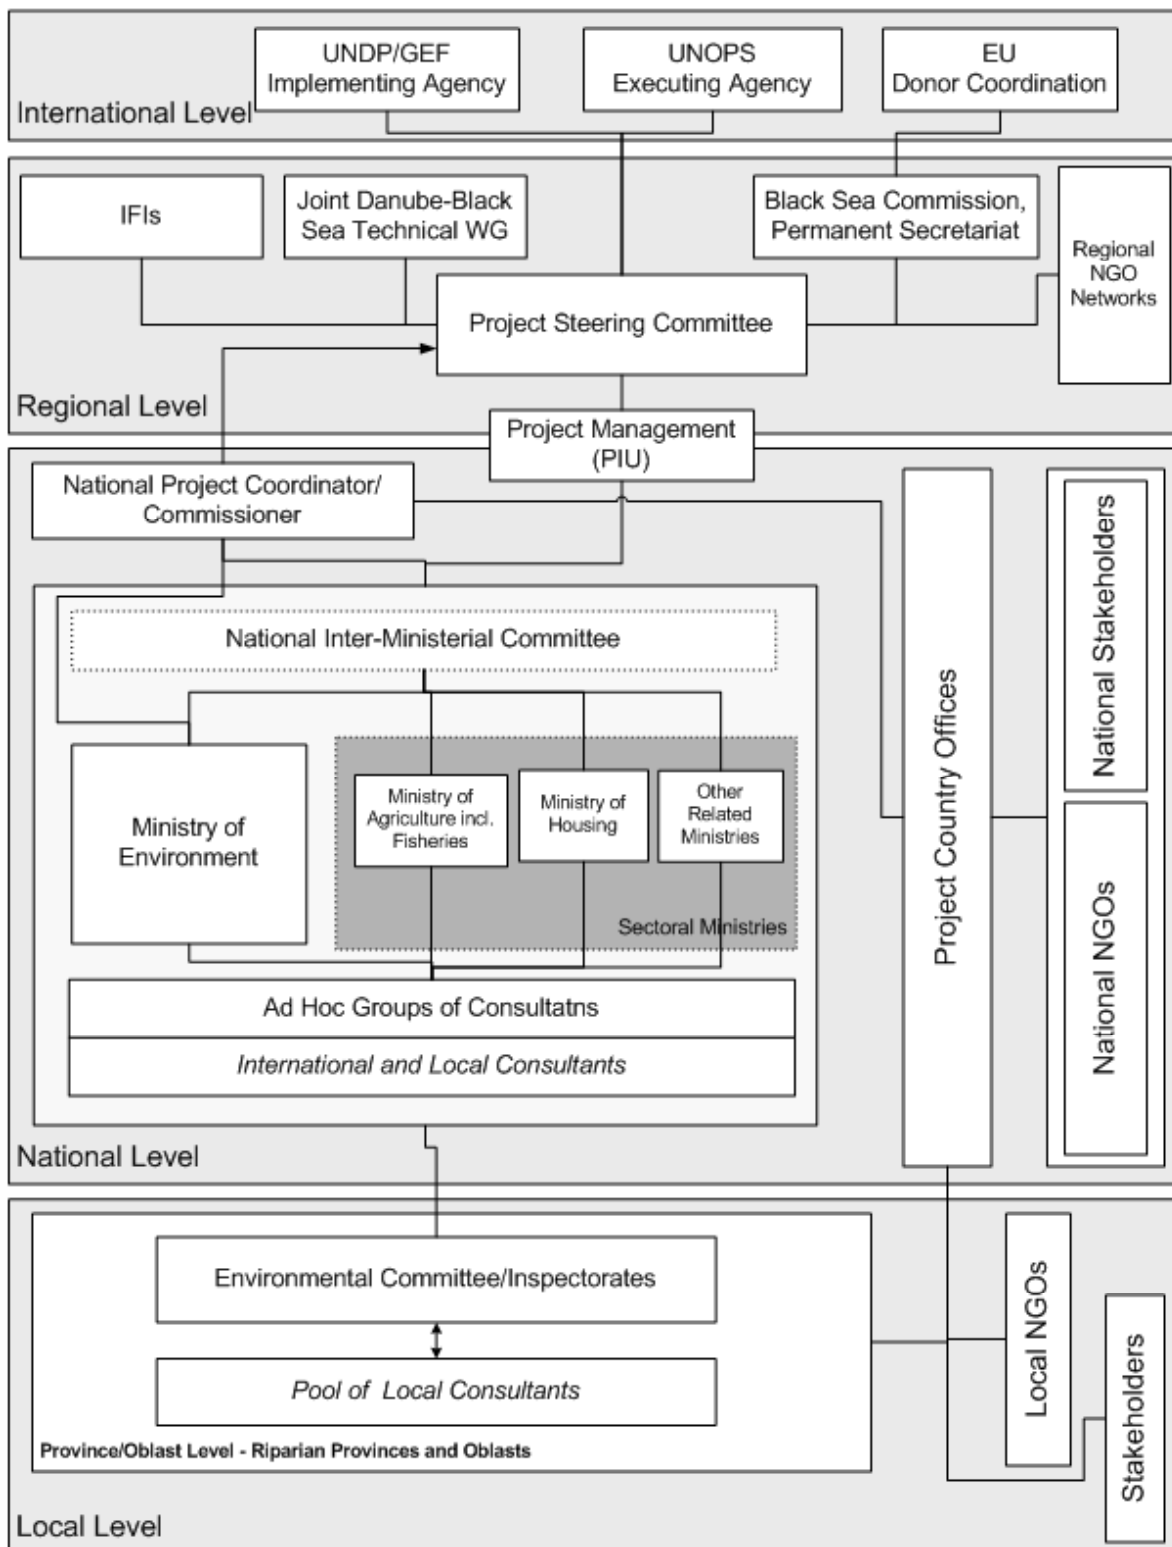 UNDP/GEF
Implementing Agency
UNOPS
Executing Agency
EU
Donor Coordination
International Level
IFIs
Joint Danube-Black
Sea Technical WG
Black Sea Commission,
Permanent Secretariat
Regional
NGO
Networks
Project Steering Committee
Regional Level
Project Management
(PIU)
National Project Coordinator/
Commissioner
National Inter-Ministerial Committee
Ministry of
Environment
Ministry of
Agriculture incl.
Fisheries
Ministry of
Housing
Other
Related
Ministries
Sectoral Ministries
Ad Hoc Groups of Consultatns
International and Local Consultants
Project Country Offices
National Stakeholders
National NGOs
National Level
Environmental Committee/Inspectorates
Pool of Local Consultants
Province/Oblast Level - Riparian Provinces and Oblasts
Local NGOs
Stakeholders
Local Level